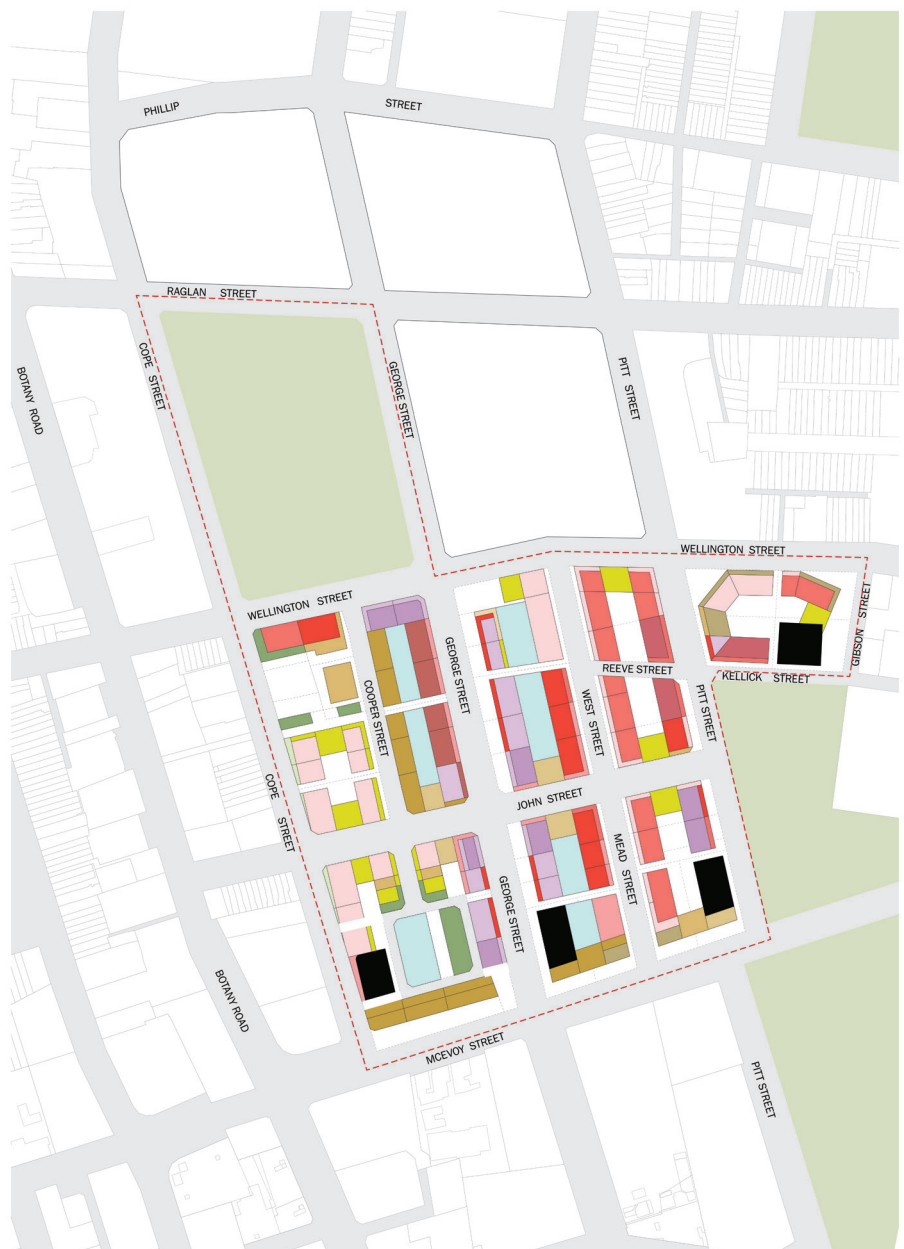 PHILLIP STREET
RAGLAN STREET
BOTANY ROAD
COPE STREET
GEORGE STREET
PITT STREET
WELLINGTON STREET
WELLINGTON STREET
GIBSON STREET
KELLICK STREET
REEVE STREET
GEORGE STREET
COOPER STREET
WEST STREET
PITT STREET
COPE STREET
JOHN STREET
MEAD STREET
GEORGE STREET
BOTANY ROAD
MCEVOY STREET
PITT STREET